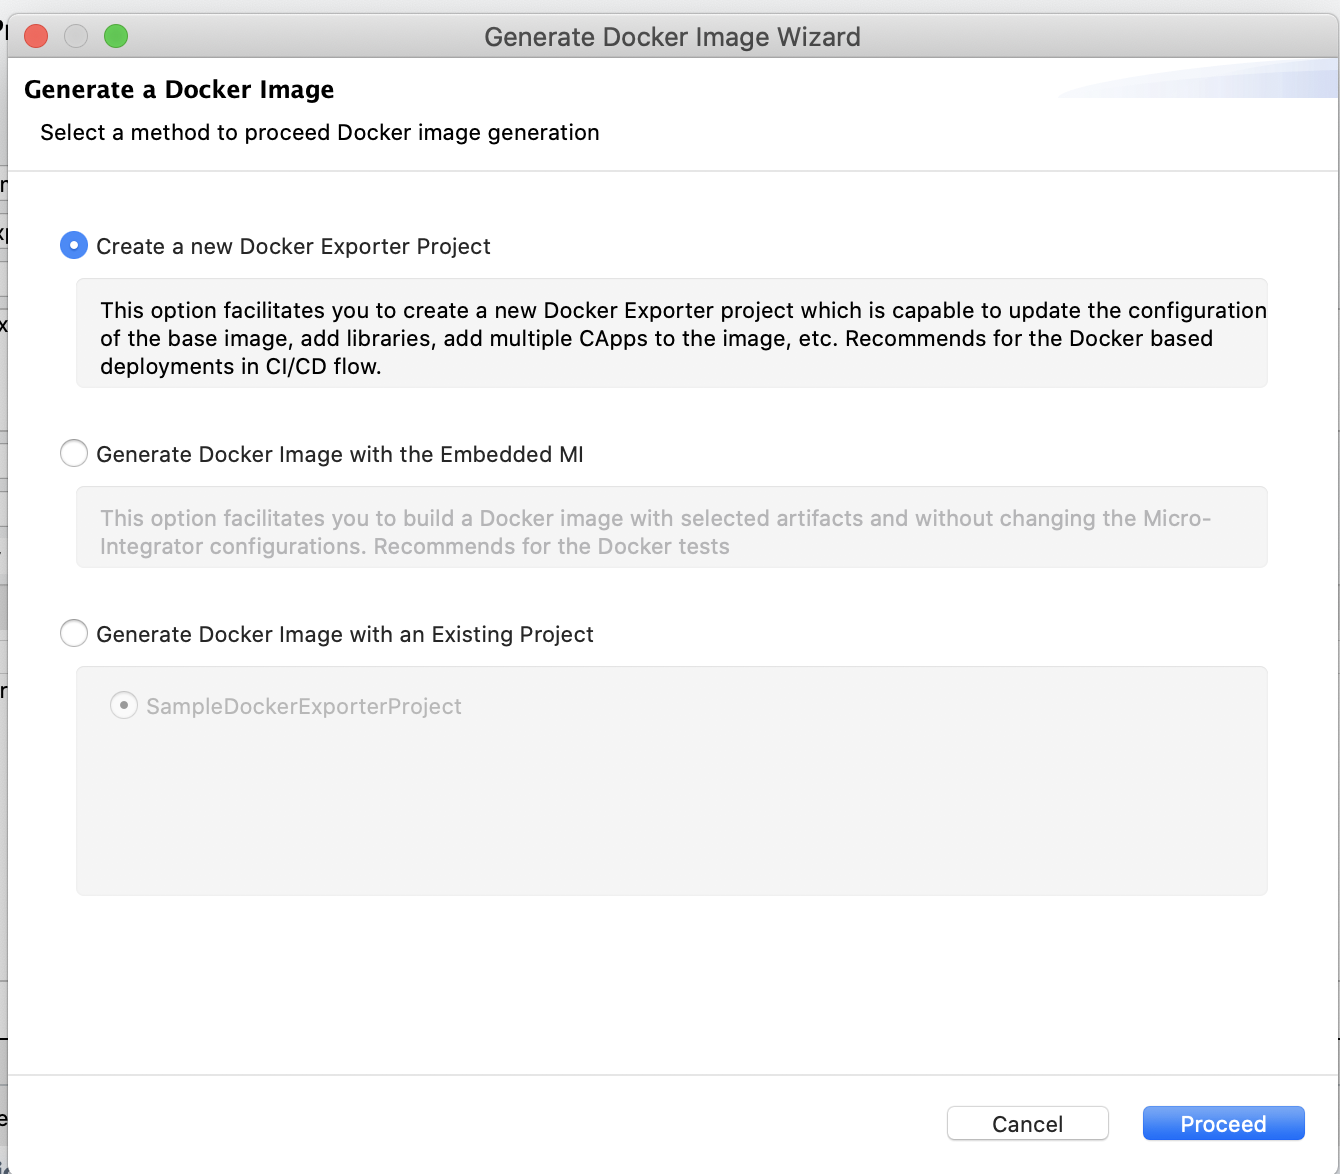 Generate Docker Image Wizard
Generate a Docker Image
Select a method to proceed Docker image generation
Create a new Docker Exporter Project
This option facilitates you to create a new Docker Exporter project which is capable to update the configuration
of the base image, add libraries, add multiple CApps to the image, etc. Recommends for the Docker based
deployments in CI/CD flow.
Generate Docker Image with the Embedded MI
This option facilitates you to build a Docker image with selected artifacts and without changing the Micro-
Integrator configurations. Recommends for the Docker tests
Generate Docker Image with an Existing Project
SampleDockerExporterProject
Cancel
Proceed